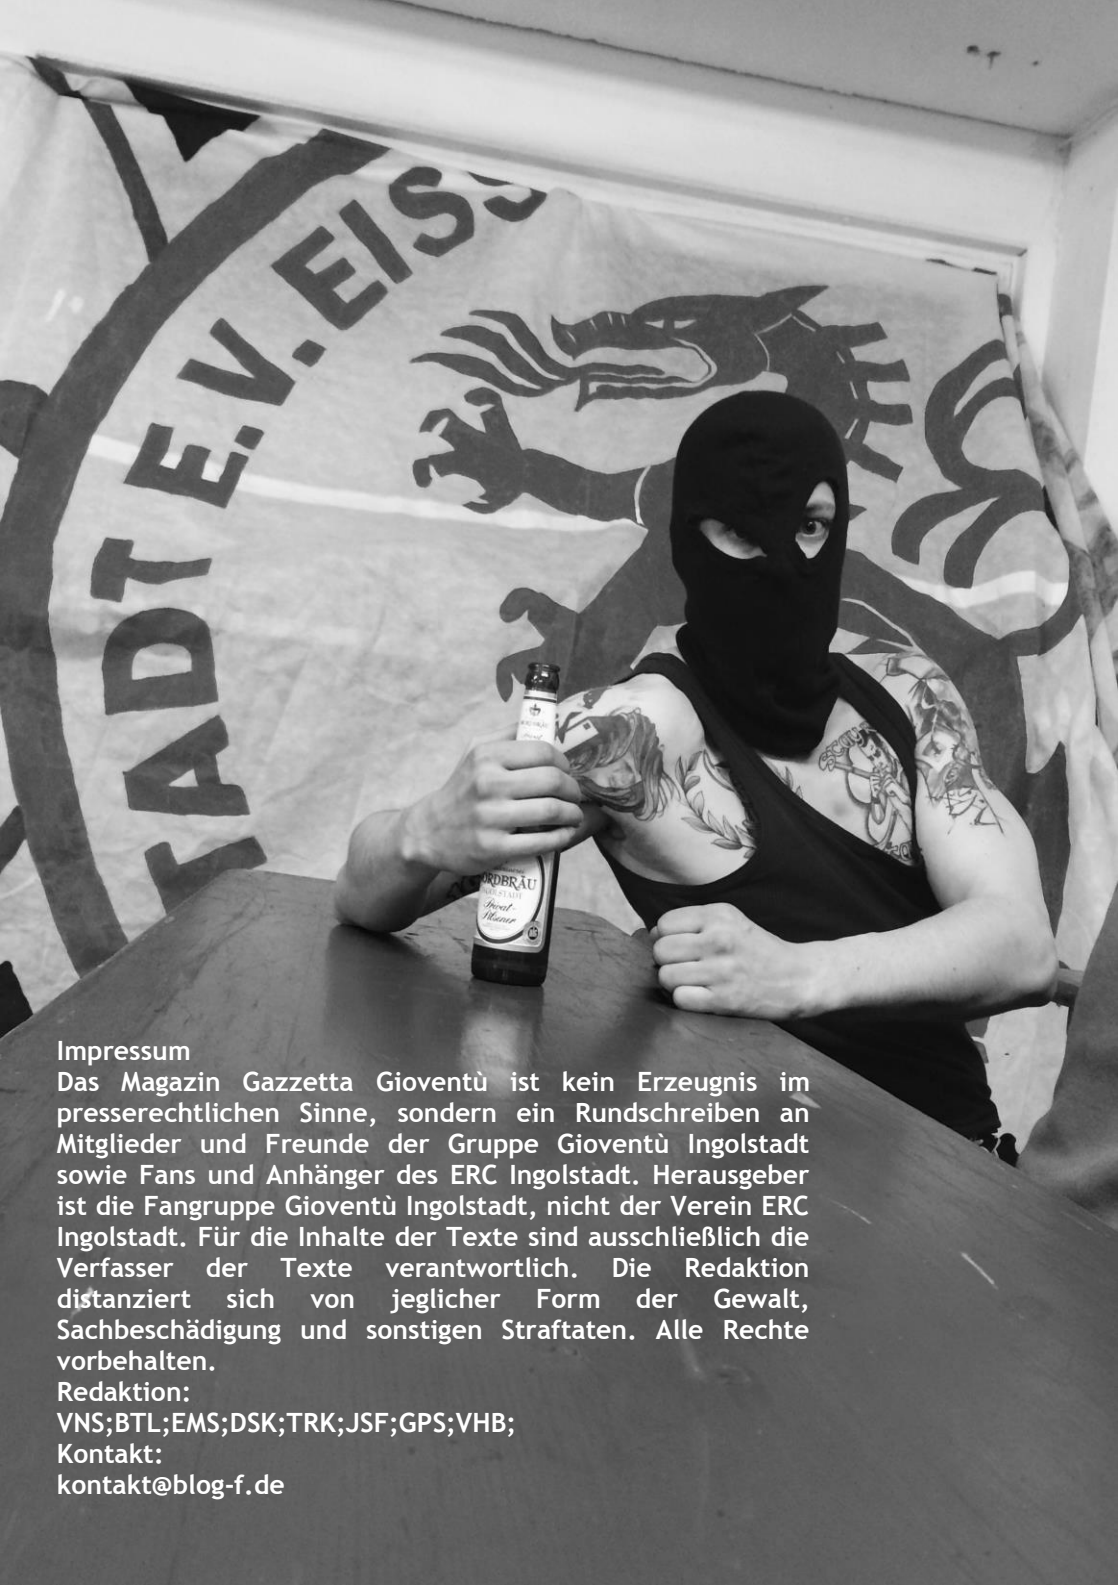 STADT E.V. EISS
NORDBRÄU
INGOLSTADT
Privat-
Pilsener
Impressum
Das Magazin Gazzetta Gioventù ist kein Erzeugnis im
presserechtlichen Sinne, sondern ein Rundschreiben an
Mitglieder und Freunde der Gruppe Gioventù Ingolstadt
sowie Fans und Anhänger des ERC Ingolstadt. Herausgeber
ist die Fangruppe Gioventù Ingolstadt, nicht der Verein ERC
Ingolstadt. Für die Inhalte der Texte sind ausschließlich die
Verfasser der Texte verantwortlich. Die Redaktion
distanziert sich von jeglicher Form der Gewalt,
Sachbeschädigung und sonstigen Straftaten. Alle Rechte
vorbehalten.
Redaktion:
VNS;BTL;EMS;DSK;TRK;JSF;GPS;VHB;
Kontakt:
kontakt@blog-f.de